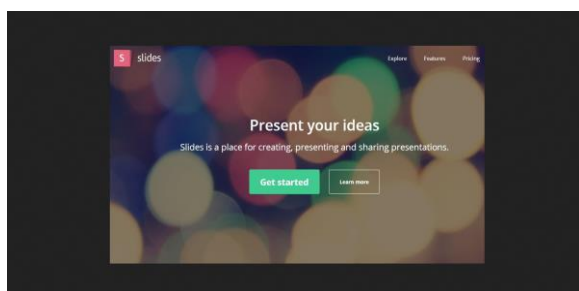 S slides
Explore Features Pricing
Present your ideas
Slides is a place for creating, presenting and sharing presentations.
Get started
Learn more